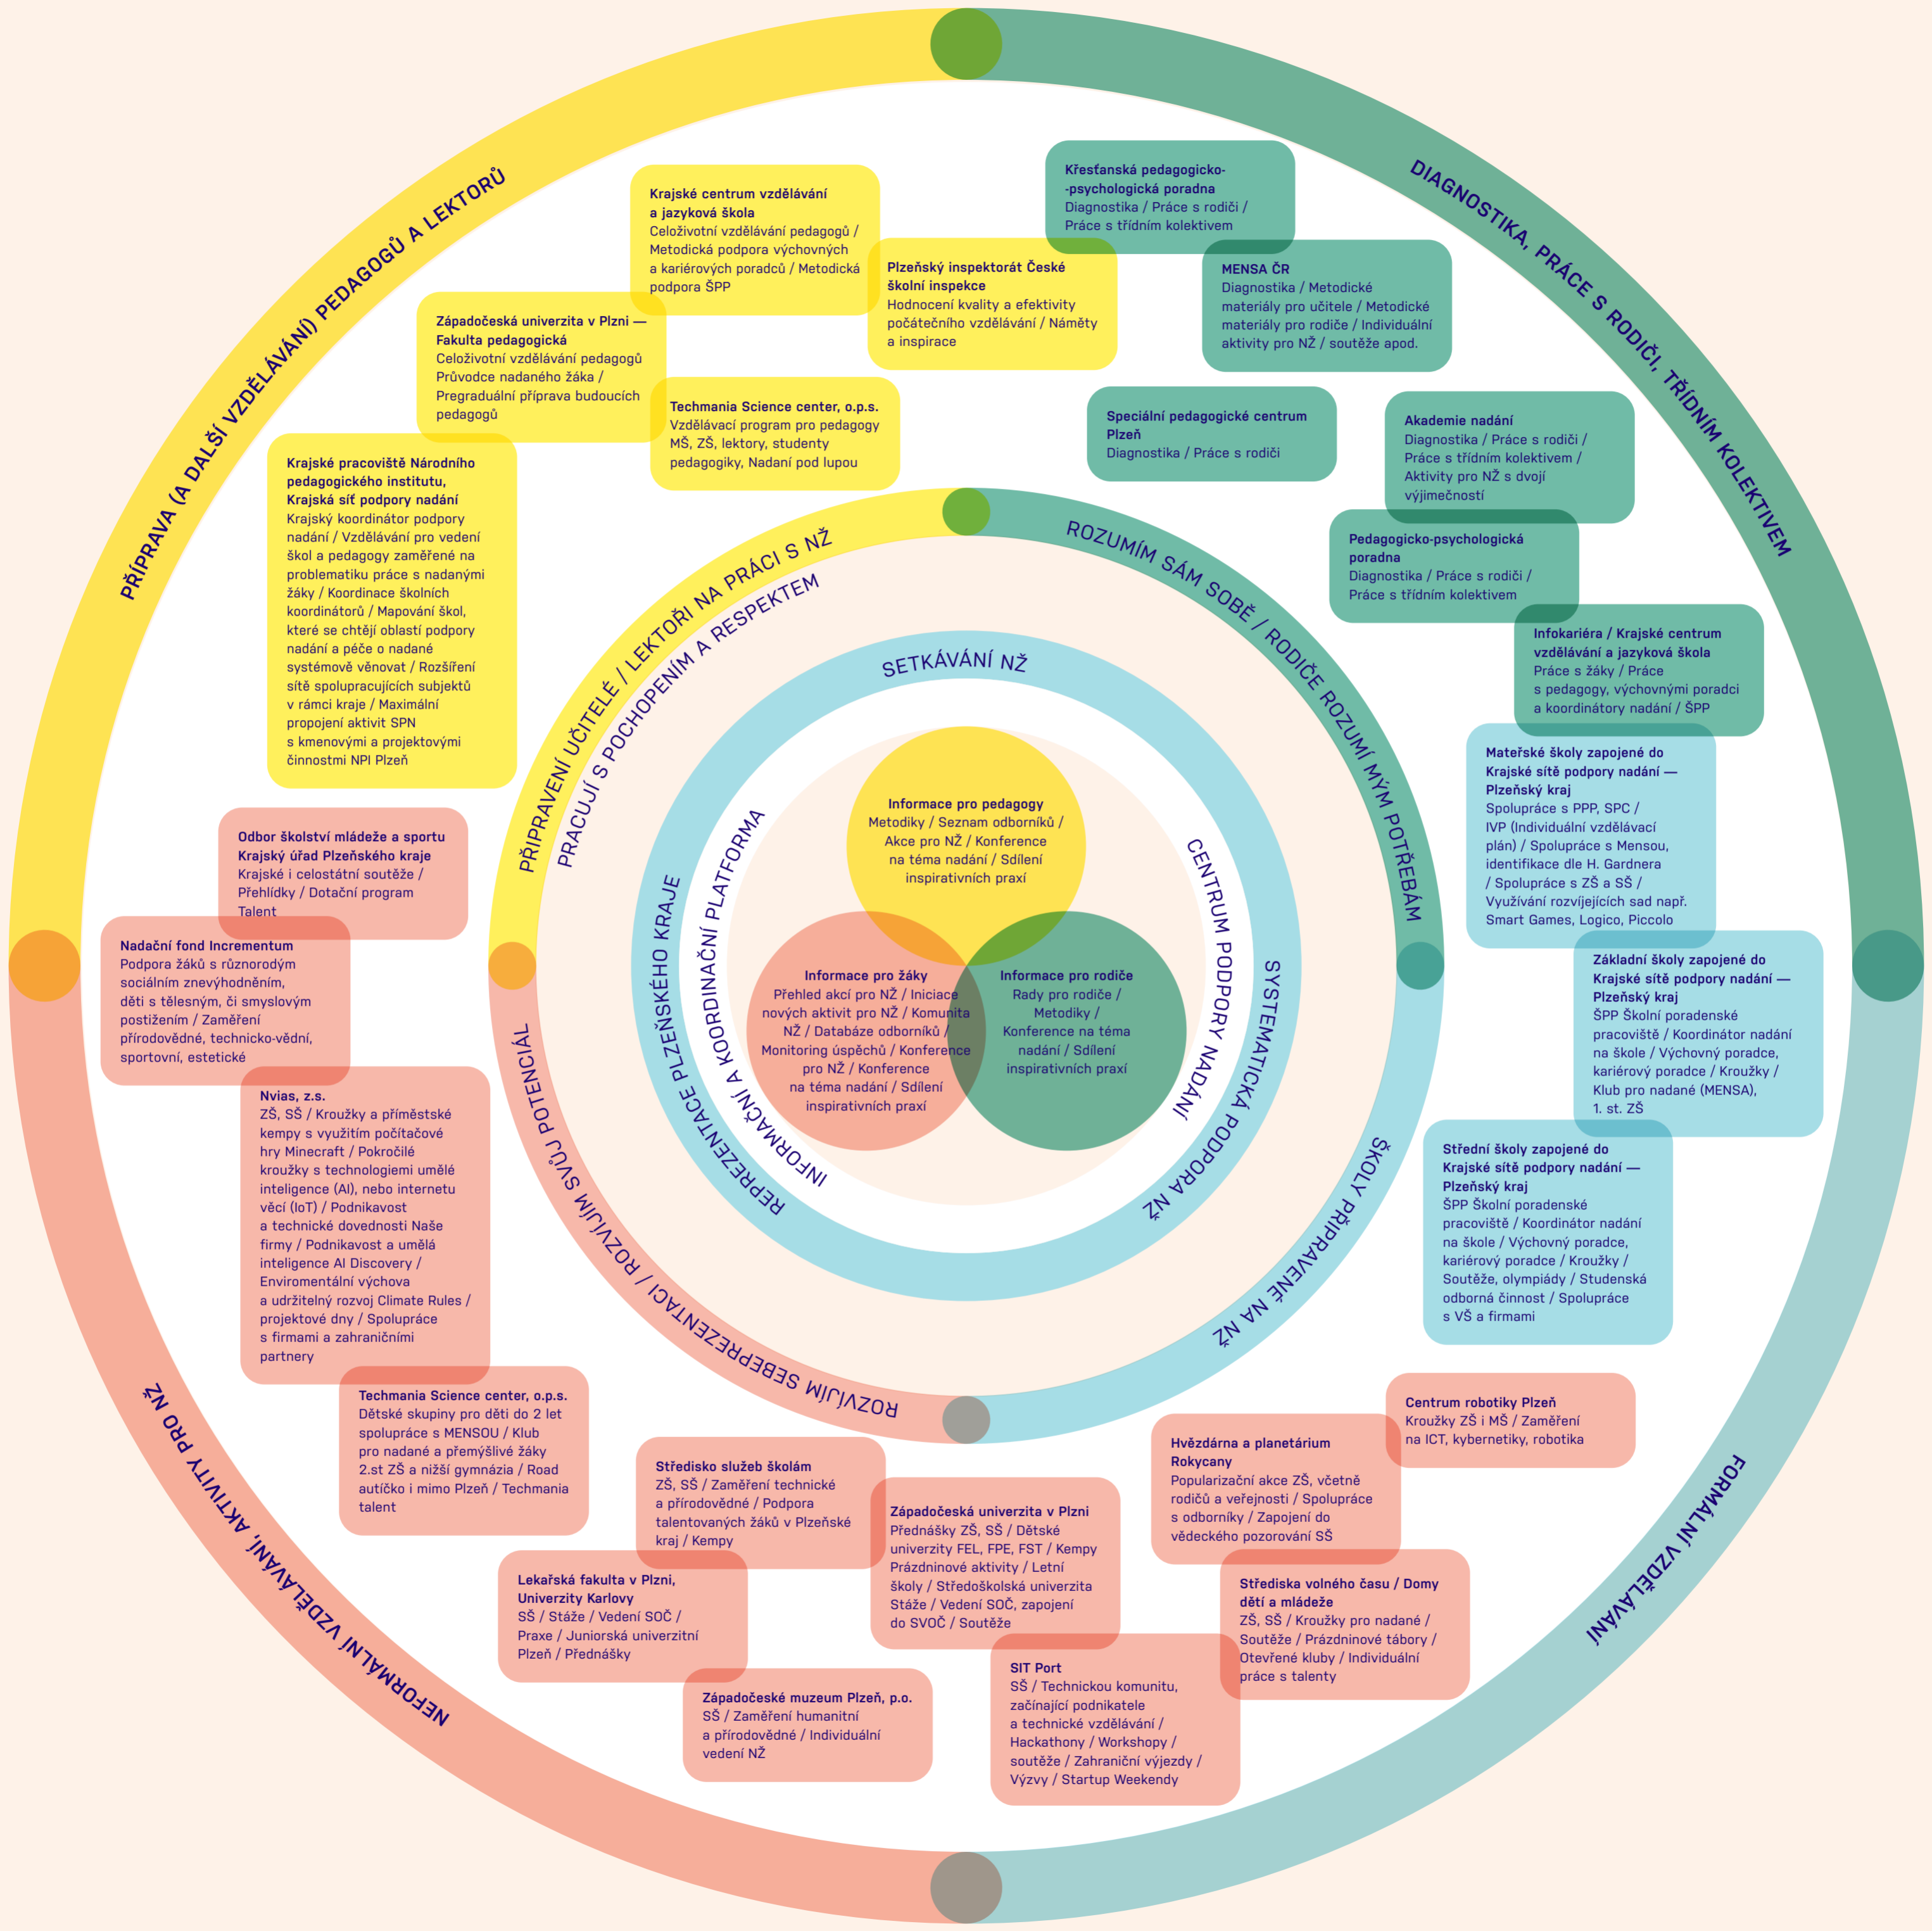 PŘÍPRAVA (A DALŠÍ VZDĚLÁVÁNÍ) PEDAGOGŮ A LEKTORŮ
DIAGNOSTIKA, PRÁCE S RODIČI, TŘÍDNÍM KOLEKTIVEM
FORMÁLNÍ VZDĚLÁVÁNÍ
NEFORMÁLNÍ VZDĚLÁVÁNÍ, AKTIVITY PRO NŽ
Krajské centrum vzdělávání
a jazyková škola
Celoživotní vzdělávání pedagogů /
Metodická podpora výchovných
a kariérových poradců / Metodická
podpora ŠPP
Plzeňský inspektorát České
školní inspekce
Hodnocení kvality a efektivity
počátečního vzdělávání / Náměty
a inspirace
Západočeská univerzita v Plzni —
Fakulta pedagogická
Celoživotní vzdělávání pedagogů
Průvodce nadaného žáka /
Pregraduální příprava budoucích
pedagogů
Techmania Science center, o.p.s.
Vzdělávací program pro pedagogy
MŠ, ZŠ, lektory, studenty
pedagogiky, Nadaní pod lupou
Krajské pracoviště Národního
pedagogického institutu,
Krajská síť podpory nadání
Krajský koordinátor podpory
nadání / Vzdělávání pro vedení
škol a pedagogy zaměřené na
problematiku práce s nadanými
žáky / Koordinace školních
koordinátorů / Mapování škol,
které se chtějí oblastí podpory
nadání a péče o nadané
systémově věnovat / Rozšíření
sítě spolupracujících subjektů
v rámci kraje / Maximální
propojení aktivit SPN
s kmenovými a projektovými
činnostmi NPI Plzeň
Křesťanská pedagogicko-
-psychologická poradna
Diagnostika / Práce s rodiči /
Práce s třídním kolektivem
MENSA ČR
Diagnostika / Metodické
materiály pro učitele / Metodické
materiály pro rodiče / Individuální
aktivity pro NŽ / soutěže apod.
Speciální pedagogické centrum
Plzeň
Diagnostika / Práce s rodiči
Akademie nadání
Diagnostika / Práce s rodiči /
Práce s třídním kolektivem /
Aktivity pro NŽ s dvojí
výjimečností
Pedagogicko-psychologická
poradna
Diagnostika / Práce s rodiči /
Práce s třídním kolektivem
Infokariéra / Krajské centrum
vzdělávání a jazyková škola
Práce s žáky / Práce
s pedagogy, výchovnými poradci
a koordinátory nadání / ŠPP
Mateřské školy zapojené do
Krajské sítě podpory nadání —
Plzeňský kraj
Spolupráce s PPP, SPC /
IVP (Individuální vzdělávací
plán) / Spolupráce s Mensou,
identifikace dle H. Gardnera
/ Spolupráce s ZŠ a SŠ /
Využívání rozvíjejících sad např.
Smart Games, Logico, Piccolo
Základní školy zapojené do
Krajské sítě podpory nadání —
Plzeňský kraj
ŠPP Školní poradenské
pracoviště / Koordinátor nadání
na škole / Výchovný poradce,
kariérový poradce / Kroužky /
Klub pro nadané (MENSA),
1. st. ZŠ
Střední školy zapojené do
Krajské sítě podpory nadání —
Plzeňský kraj
ŠPP Školní poradenské
pracoviště / Koordinátor nadání
na škole / Výchovný poradce,
kariérový poradce / Kroužky /
Soutěže, olympiády / Studenská
odborná činnost / Spolupráce
s VŠ a firmami
Odbor školství mládeže a sportu
Krajský úřad Plzeňského kraje
Krajské i celostátní soutěže /
Přehlídky / Dotační program
Talent
Nadační fond Incrementum
Podpora žáků s různorodým
sociálním znevýhodněním,
děti s tělesným, či smyslovým
postižením / Zaměření
přírodovědné, technicko-vědní,
sportovní, estetické
Nvias, z.s.
ZŠ, SŠ / Kroužky a příměstské
kempy s využitím počítačové
hry Minecraft / Pokročilé
kroužky s technologiemi umělé
inteligence (AI), nebo internetu
věcí (IoT) / Podnikavost
a technické dovednosti Naše
firmy / Podnikavost a umělá
inteligence AI Discovery /
Enviromentální výchova
a udržitelný rozvoj Climate Rules /
projektové dny / Spolupráce
s firmami a zahraničními
partnery
Techmania Science center, o.p.s.
Dětské skupiny pro děti do 2 let
spolupráce s MENSOU / Klub
pro nadané a přemýšlivé žáky
2.st ZŠ a nižší gymnázia / Road
autíčko i mimo Plzeň / Techmania
talent
Středisko služeb školám
ZŠ, SŠ / Zaměření technické
a přírodovědné / Podpora
talentovaných žáků v Plzeňské
kraj / Kempy
Lekařská fakulta v Plzni,
Univerzity Karlovy
SŠ / Stáže / Vedení SOČ /
Praxe / Juniorská univerzitní
Plzeň / Přednášky
Západočeské muzeum Plzeň, p.o.
SŠ / Zaměření humanitní
a přírodovědné / Individuální
vedení NŽ
Západočeská univerzita v Plzni
Přednášky ZŠ, SŠ / Dětské
univerzity FEL, FPE, FST / Kempy
Prázdninové aktivity / Letní
školy / Středoškolská univerzita
Stáže / Vedení SOČ, zapojení
do SVOČ / Soutěže
SIT Port
SŠ / Technickou komunitu,
začínající podnikatele
a technické vzdělávání /
Hackathony / Workshopy /
soutěže / Zahraniční výjezdy /
Výzvy / Startup Weekendy
Hvězdárna a planetárium
Rokycany
Popularizační akce ZŠ, včetně
rodičů a veřejnosti / Spolupráce
s odborníky / Zapojení do
vědeckého pozorování SŠ
Centrum robotiky Plzeň
Kroužky ZŠ i MŠ / Zaměření
na ICT, kybernetiky, robotika
Střediska volného času / Domy
dětí a mládeže
ZŠ, SŠ / Kroužky pro nadané /
Soutěže / Prázdninové tábory /
Otevřené kluby / Individuální
práce s talenty
PŘIPRAVENÍ UČITELÉ / LEKTOŘI NA PRÁCI S NŽ
PRACUJÍ S POCHOPENÍM A RESPEKTEM
ROZUMÍM SÁM SOBĚ / RODIČE ROZUMÍ MÝM POTŘEBÁM
ŠKOLY PŘIPRAVENÉ NA NŽ
ROZVÍJÍM SEBEPREZENTACI / ROZVÍJÍM SVŮJ POTENCIÁL
SETKÁVÁNÍ NŽ
SYSTEMATICKÁ PODPORA NŽ
REPREZENTACE PLZEŇSKÉHO KRAJE
INFORMAČNÍ A KOORDINAČNÍ PLATFORMA
CENTRUM PODPORY NADÁNÍ
Informace pro pedagogy
Metodiky / Seznam odborníků /
Akce pro NŽ / Konference
na téma nadání / Sdílení
inspirativních praxí
Informace pro žáky
Přehled akcí pro NŽ / Iniciace
nových aktivit pro NŽ / Komunita
NŽ / Databáze odborníků /
Monitoring úspěchů / Konference
pro NŽ / Konference
na téma nadání / Sdílení
inspirativních praxí
Informace pro rodiče
Rady pro rodiče /
Metodiky /
Konference na téma
nadání / Sdílení
inspirativních praxí